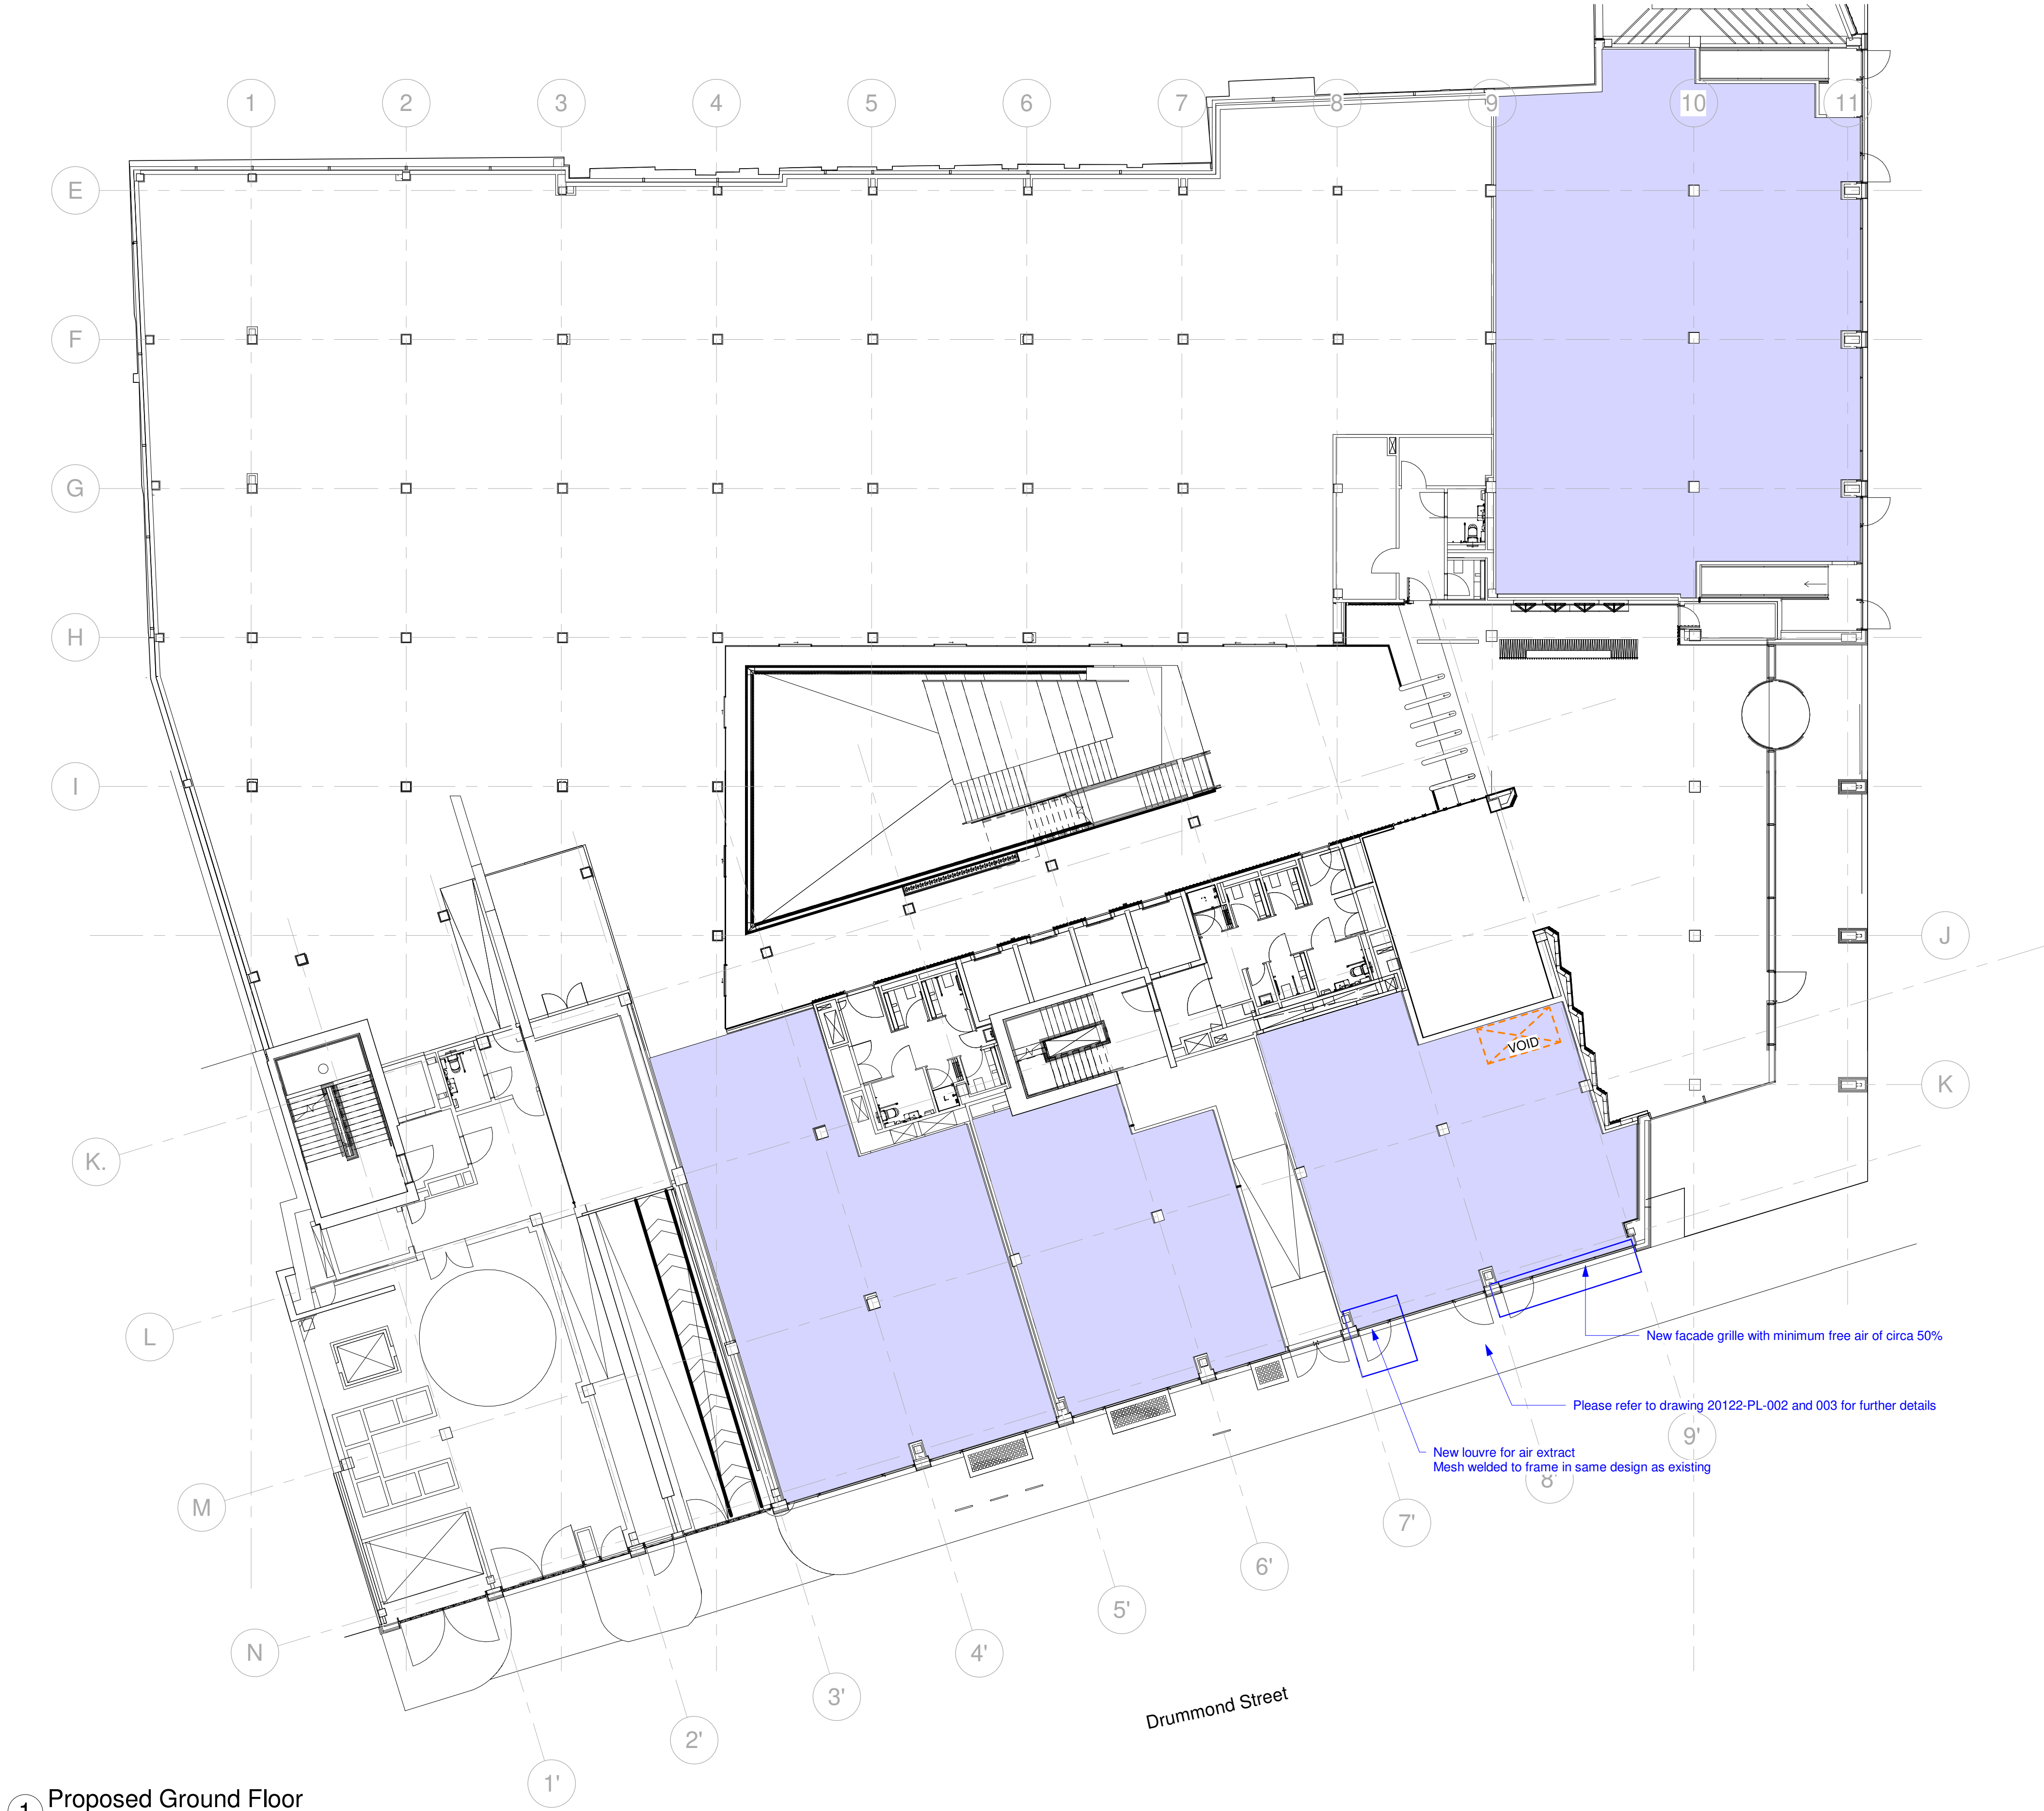 1
2
3
4
5
6
7
8
9
10
11
E
F
G
H
I
J
K
K.
L
M
N
VOID
New facade grille with minimum free air of circa 50%
Please refer to drawing 20122-PL-002 and 003 for further details
New louvre for air extract
Mesh welded to frame in same design as existing
9'
8'
7'
6'
5'
4'
3'
2'
1'
Drummond Street
1
Proposed Ground Floor